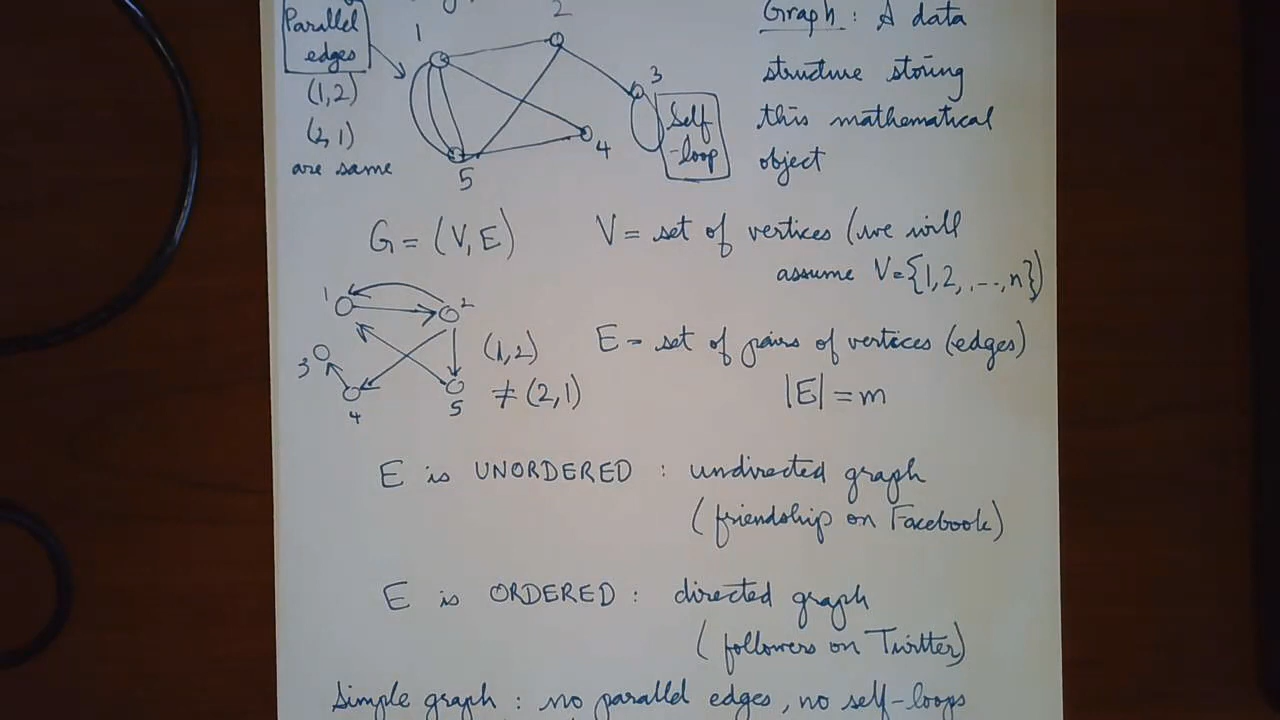 Parallel
edges
(1,2)
(2,1)
are same
1
2
3
4
5
Self
-loop
Graph : A data
structure storing
this mathematical
object
G = (V, E)
V = set of vertices (we will
assume V={1,2,....,n})
1
2
3
4
5
(1,2)
≠ (2,1)
E = set of pairs of vertices (edges)
|E| = m
E is UNORDERED : undirected graph
(friendship on Facebook)
E is ORDERED : directed graph
(followers on Twitter)
Simple graph : no parallel edges, no self-loops